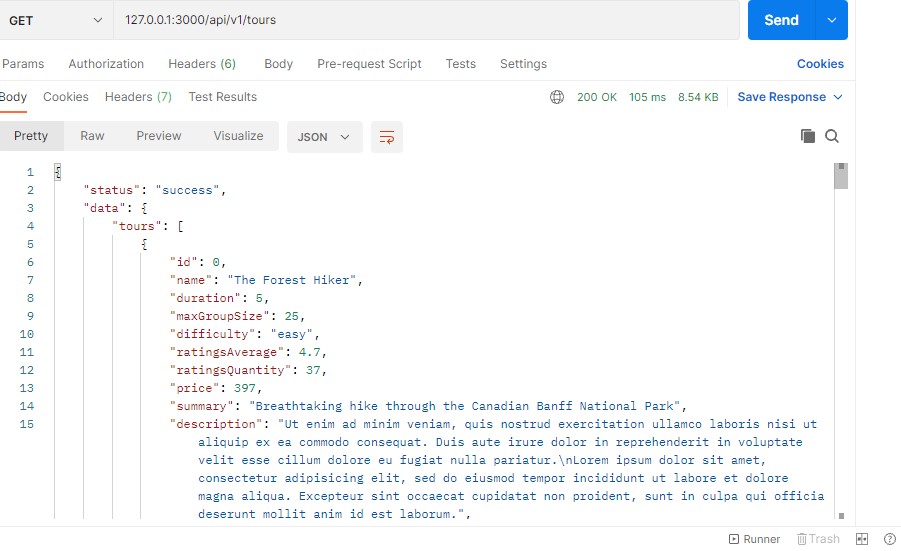 GET 127.0.0.1:3000/api/v1/tours Send
Params Authorization Headers (6) Body Pre-request Script Tests Settings Cookies
Body Cookies Headers (7) Test Results 200 OK 105 ms 8.54 KB Save Response
Pretty Raw Preview Visualize JSON
1 {
2 "status": "success",
3 "data": {
4 "tours": [
5 {
6 "id": 0,
7 "name": "The Forest Hiker",
8 "duration": 5,
9 "maxGroupSize": 25,
10 "difficulty": "easy",
11 "ratingsAverage": 4.7,
12 "ratingsQuantity": 37,
13 "price": 397,
14 "summary": "Breathtaking hike through the Canadian Banff National Park",
15 "description": "Ut enim ad minim veniam, quis nostrud exercitation ullamco laboris nisi ut
aliquip ex ea commodo consequat. Duis aute irure dolor in reprehenderit in voluptate
velit esse cillum dolore eu fugiat nulla pariatur.\nLorem ipsum dolor sit amet,
consectetur adipisicing elit, sed do eiusmod tempor incididunt ut labore et dolore
magna aliqua. Excepteur sint occaecat cupidatat non proident, sunt in culpa qui officia
deserunt mollit anim id est laborum.",
Runner Trash